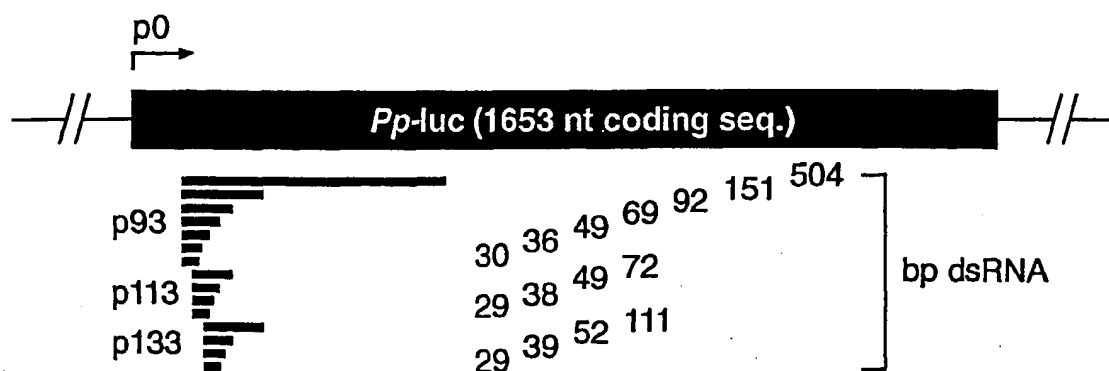 p0
Pp-luc (1653 nt coding seq.)
p93
30 36 49 69 92 151 504
p113
29 38 49 72
p133
29 39 52 111
bp dsRNA